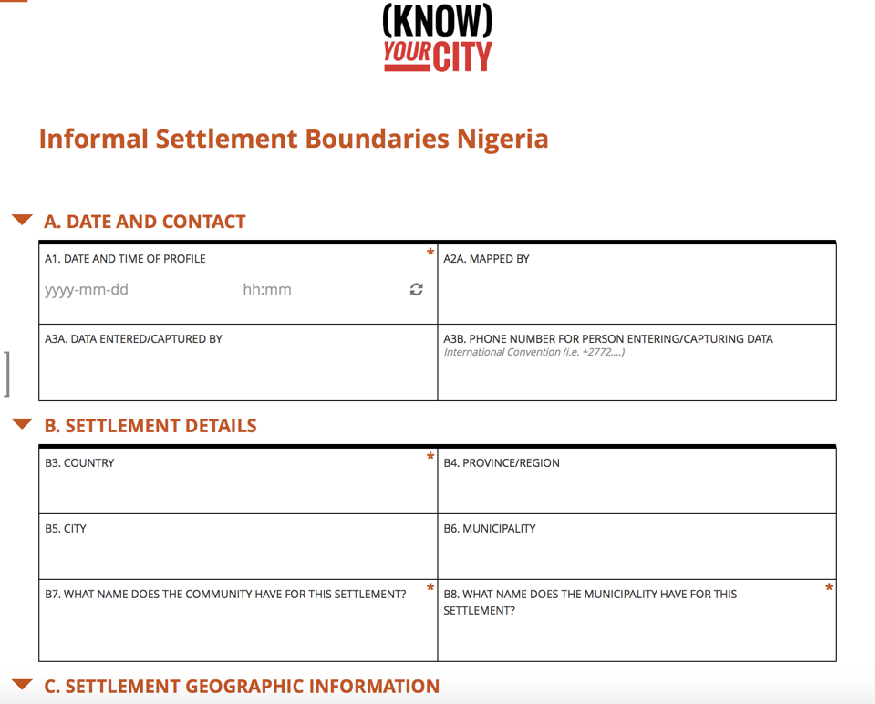 (KNOW)
YOUR CITY
Informal Settlement Boundaries Nigeria
A. DATE AND CONTACT
A1. DATE AND TIME OF PROFILE
*
yyyy-mm-dd
hh:mm
A2A. MAPPED BY
A3A. DATA ENTERED/CAPTURED BY
A3B. PHONE NUMBER FOR PERSON ENTERING/CAPTURING DATA
International Convention (i.e. +2772....)
B. SETTLEMENT DETAILS
B3. COUNTRY
*
B4. PROVINCE/REGION
B5. CITY
B6. MUNICIPALITY
B7. WHAT NAME DOES THE COMMUNITY HAVE FOR THIS SETTLEMENT?
*
B8. WHAT NAME DOES THE MUNICIPALITY HAVE FOR THIS
SETTLEMENT?
*
C. SETTLEMENT GEOGRAPHIC INFORMATION